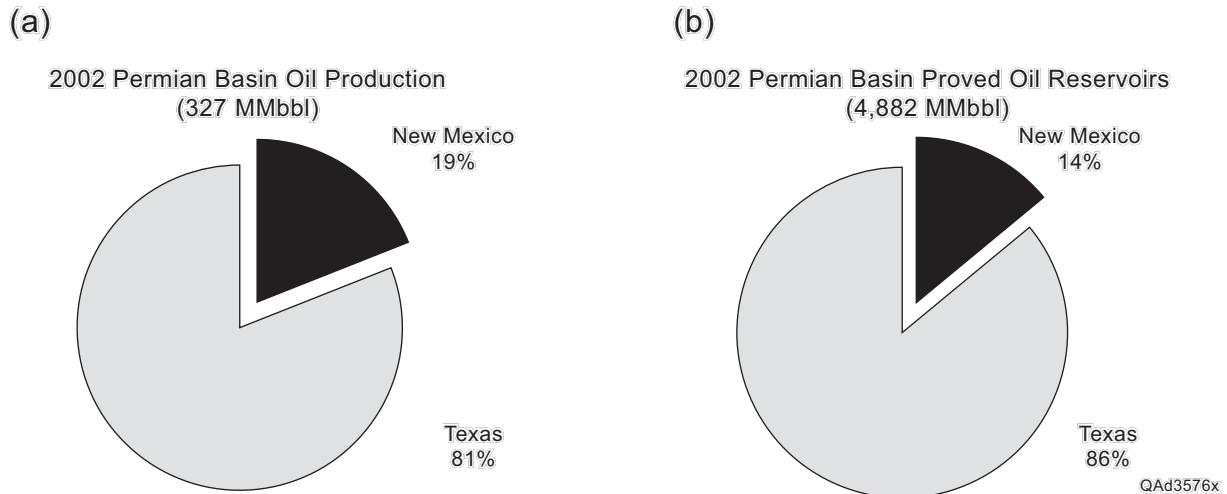 (a)
2002 Permian Basin Oil Production
(327 MMbbl)
New Mexico
19%
Texas
81%
(b)
2002 Permian Basin Proved Oil Reservoirs
(4,882 MMbbl)
New Mexico
14%
Texas
86%
QAd3576x